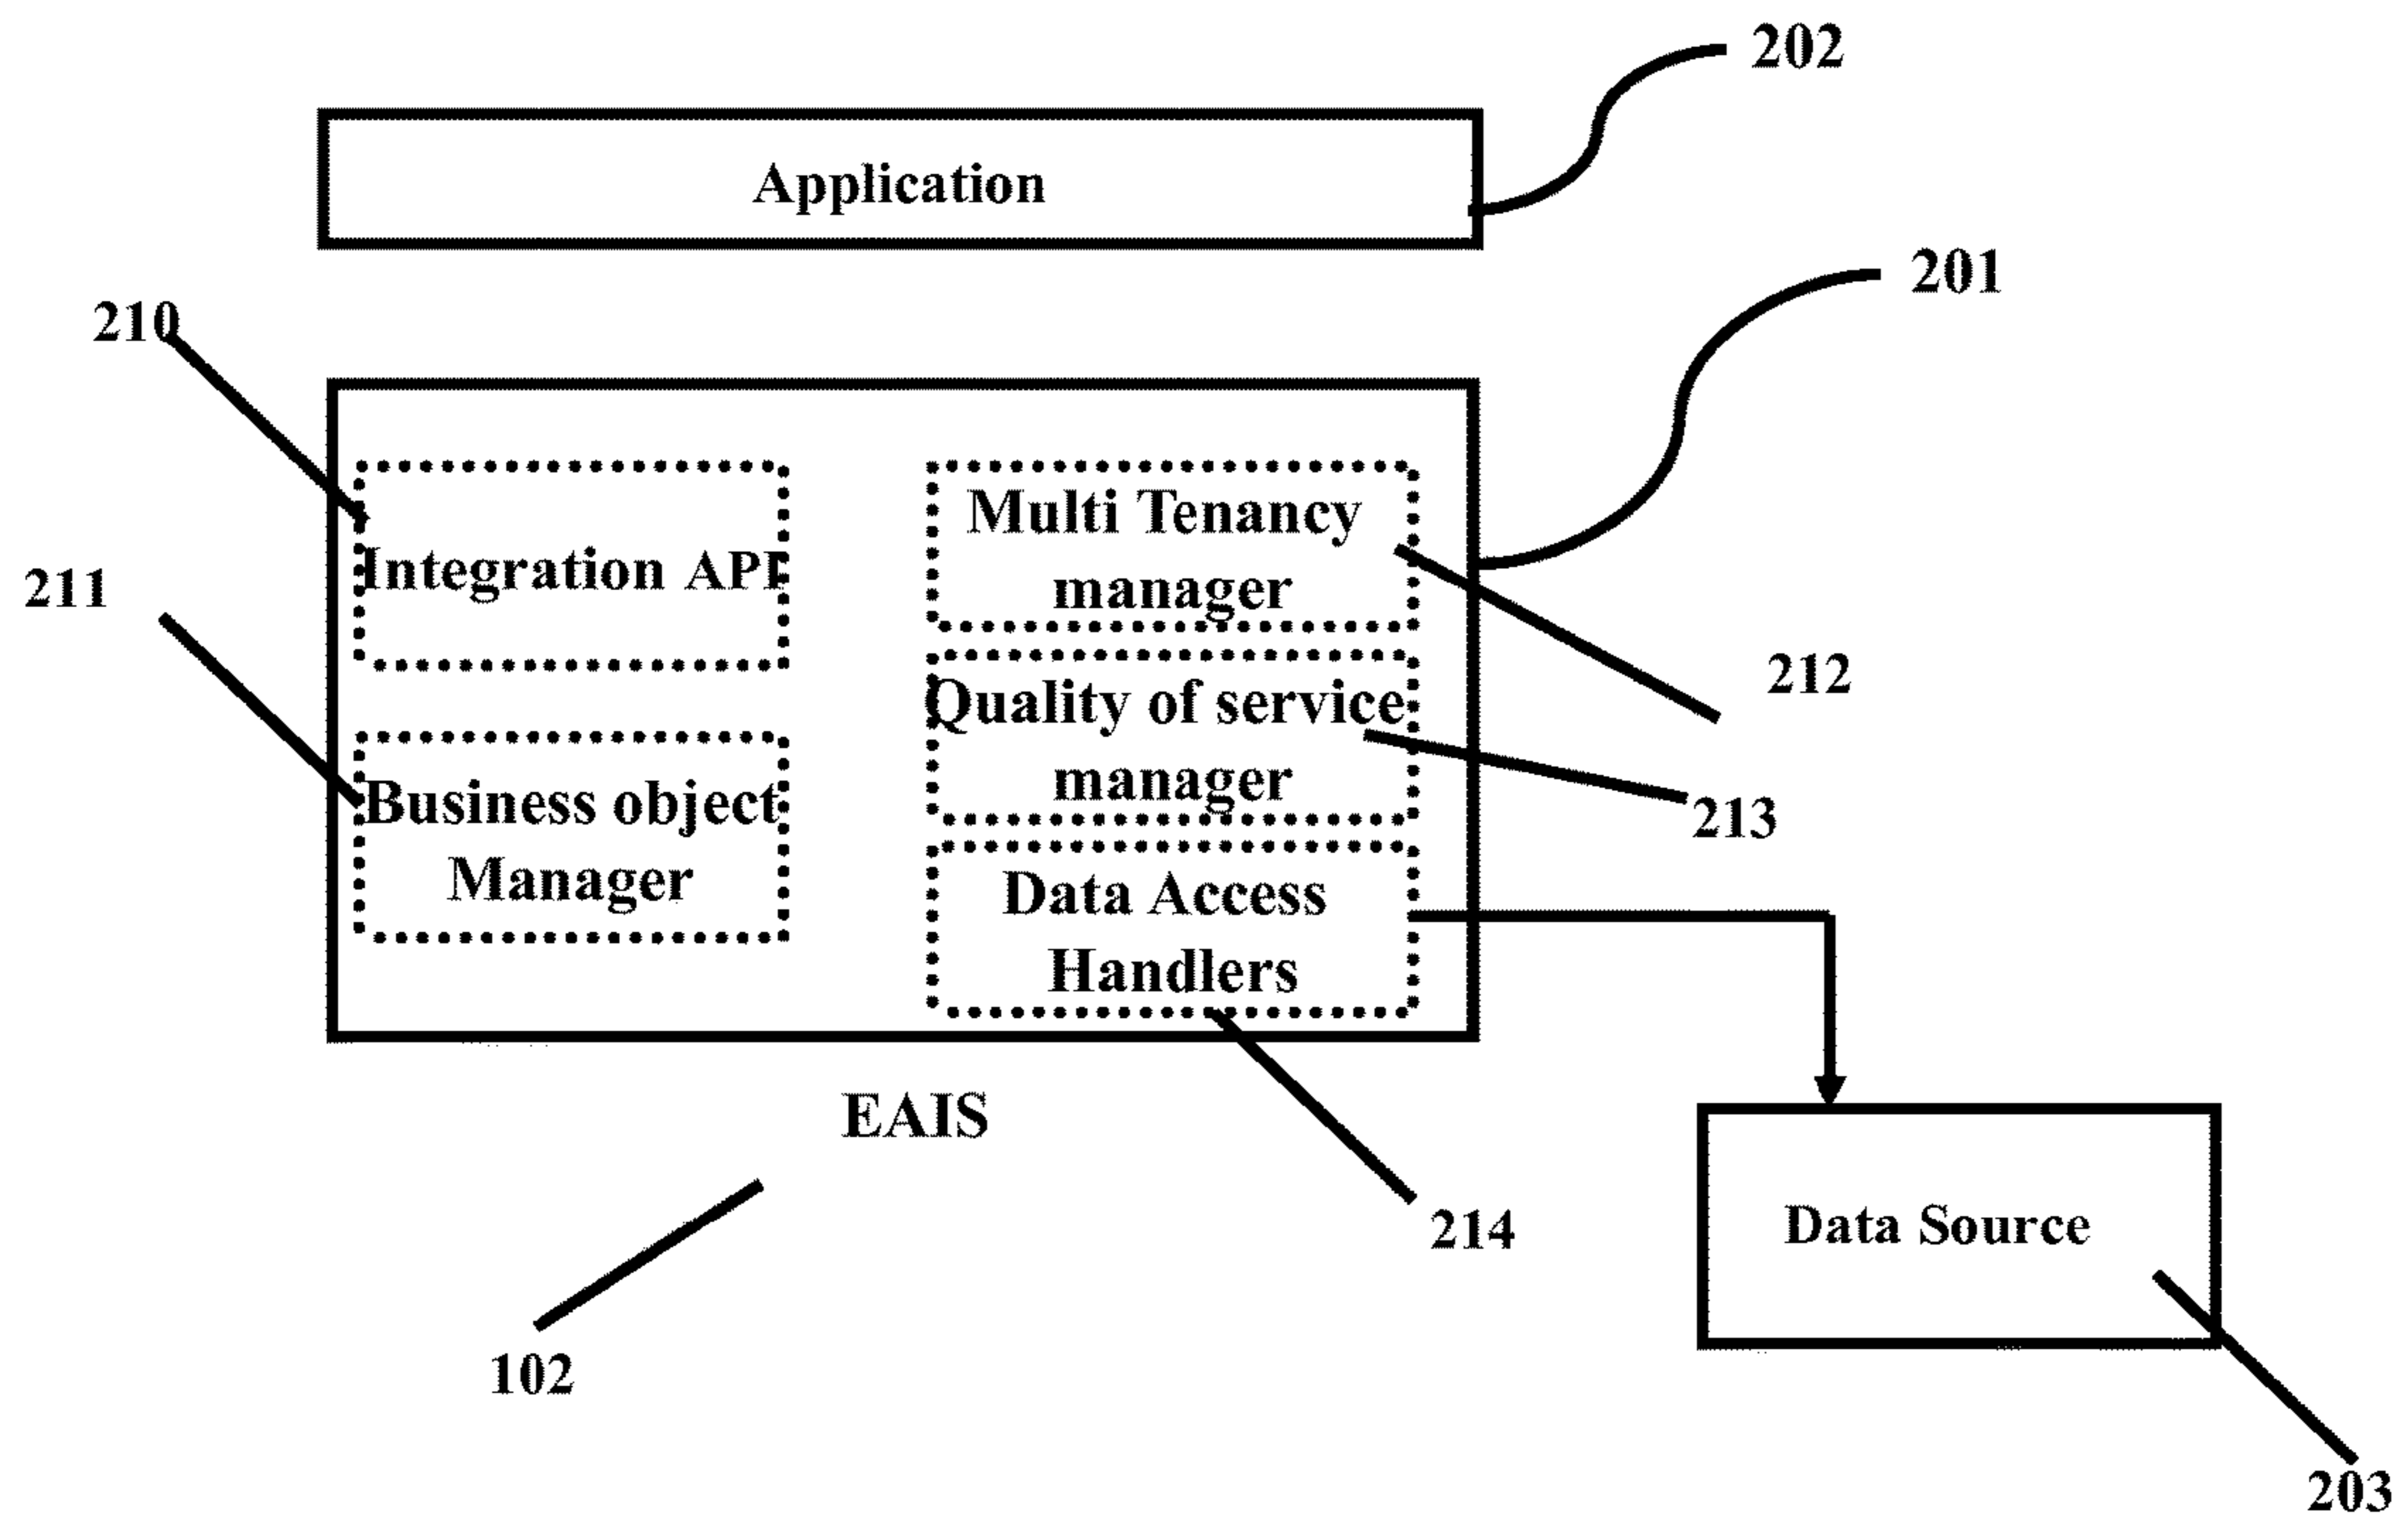 202
Application
201
210
Integration API
Multi Tenancy
manager
211
212
Quality of service
manager
213
Business object
Manager
Data Access
Handlers
EAIS
214
Data Source
102
203